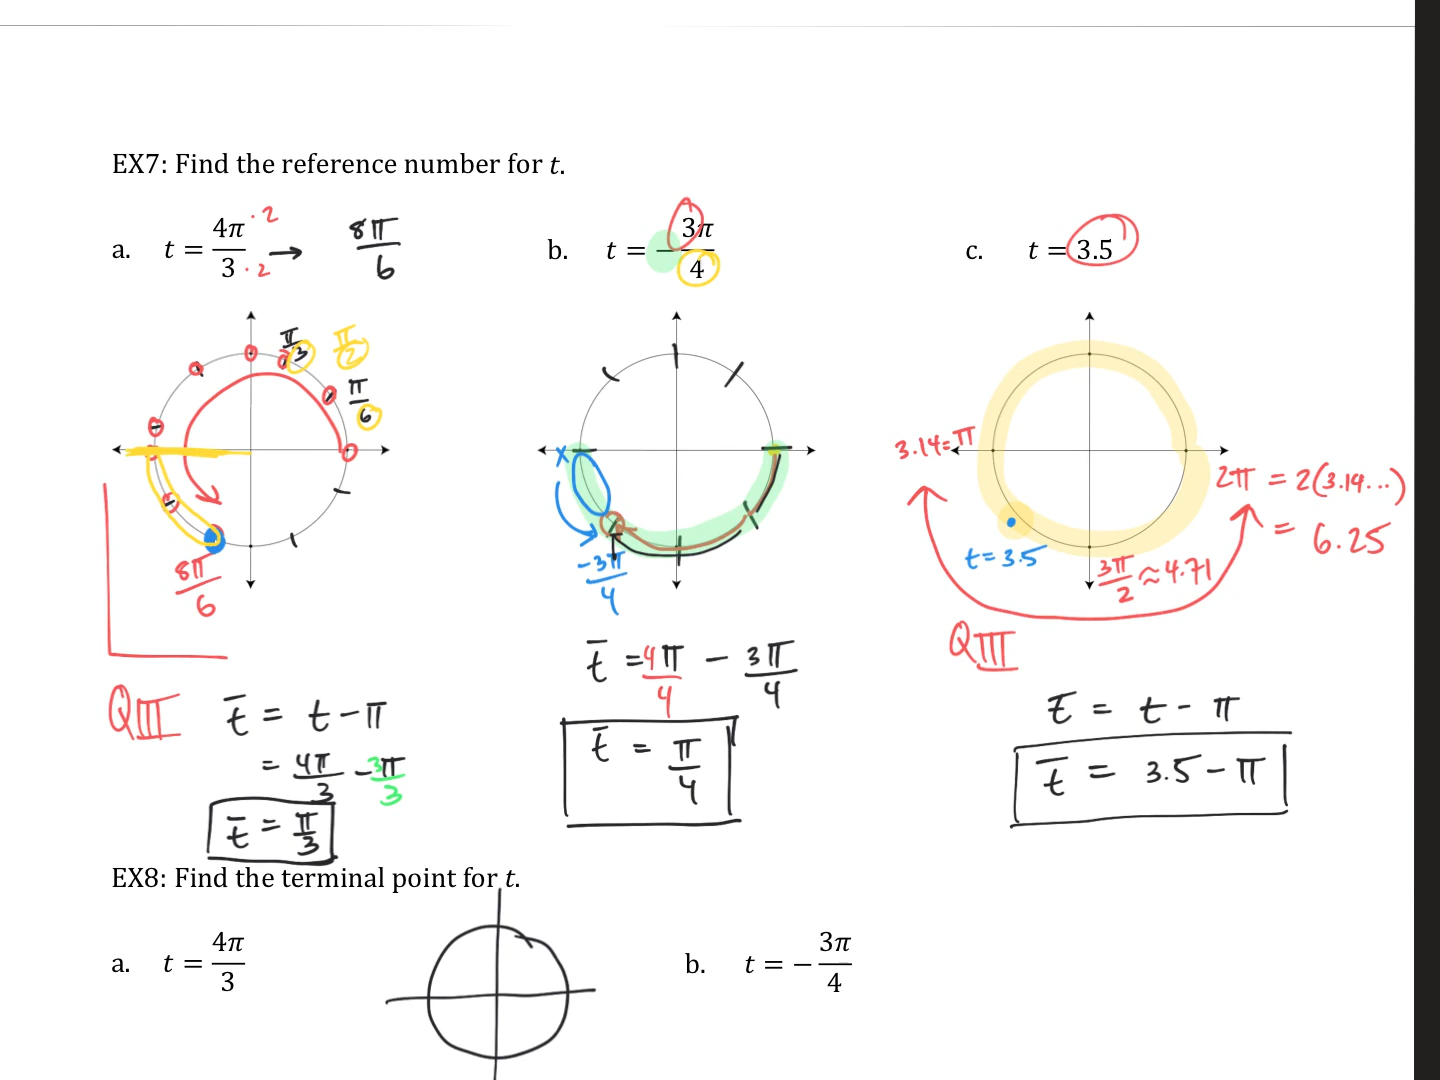 EX7: Find the reference number for t.
a. t = 4π/3 ·2 ·2 → 8π/6
b. t = -3π/4
c. t = 3.5
π/3
π/2
π/6
8π/6
-3π/4
x
3.14=π
2π = 2(3.14...)
= 6.25
t=3.5
3π/2 ≈4.71
QIII
t̄ = t-π
= 4π/3 - 3π/3
t̄ = π/3
t̄ = 4π/4 - 3π/4
t̄ = π/4
QIII
t̄ = t - π
t̄ = 3.5-π
EX8: Find the terminal point for t.
a. t = 4π/3
b. t = -3π/4